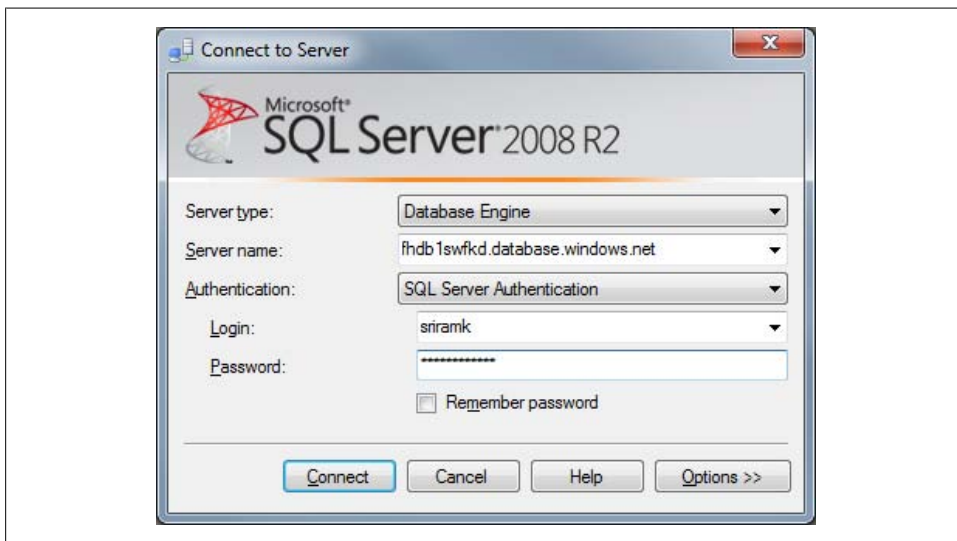 Connect to Server
Microsoft®
SQL Server® 2008 R2
Server type: Database Engine
Server name: fhdb1swfkd.database.windows.net
Authentication: SQL Server Authentication
Login: sriramk
Password: ************
Remember password
Connect Cancel Help Options >>